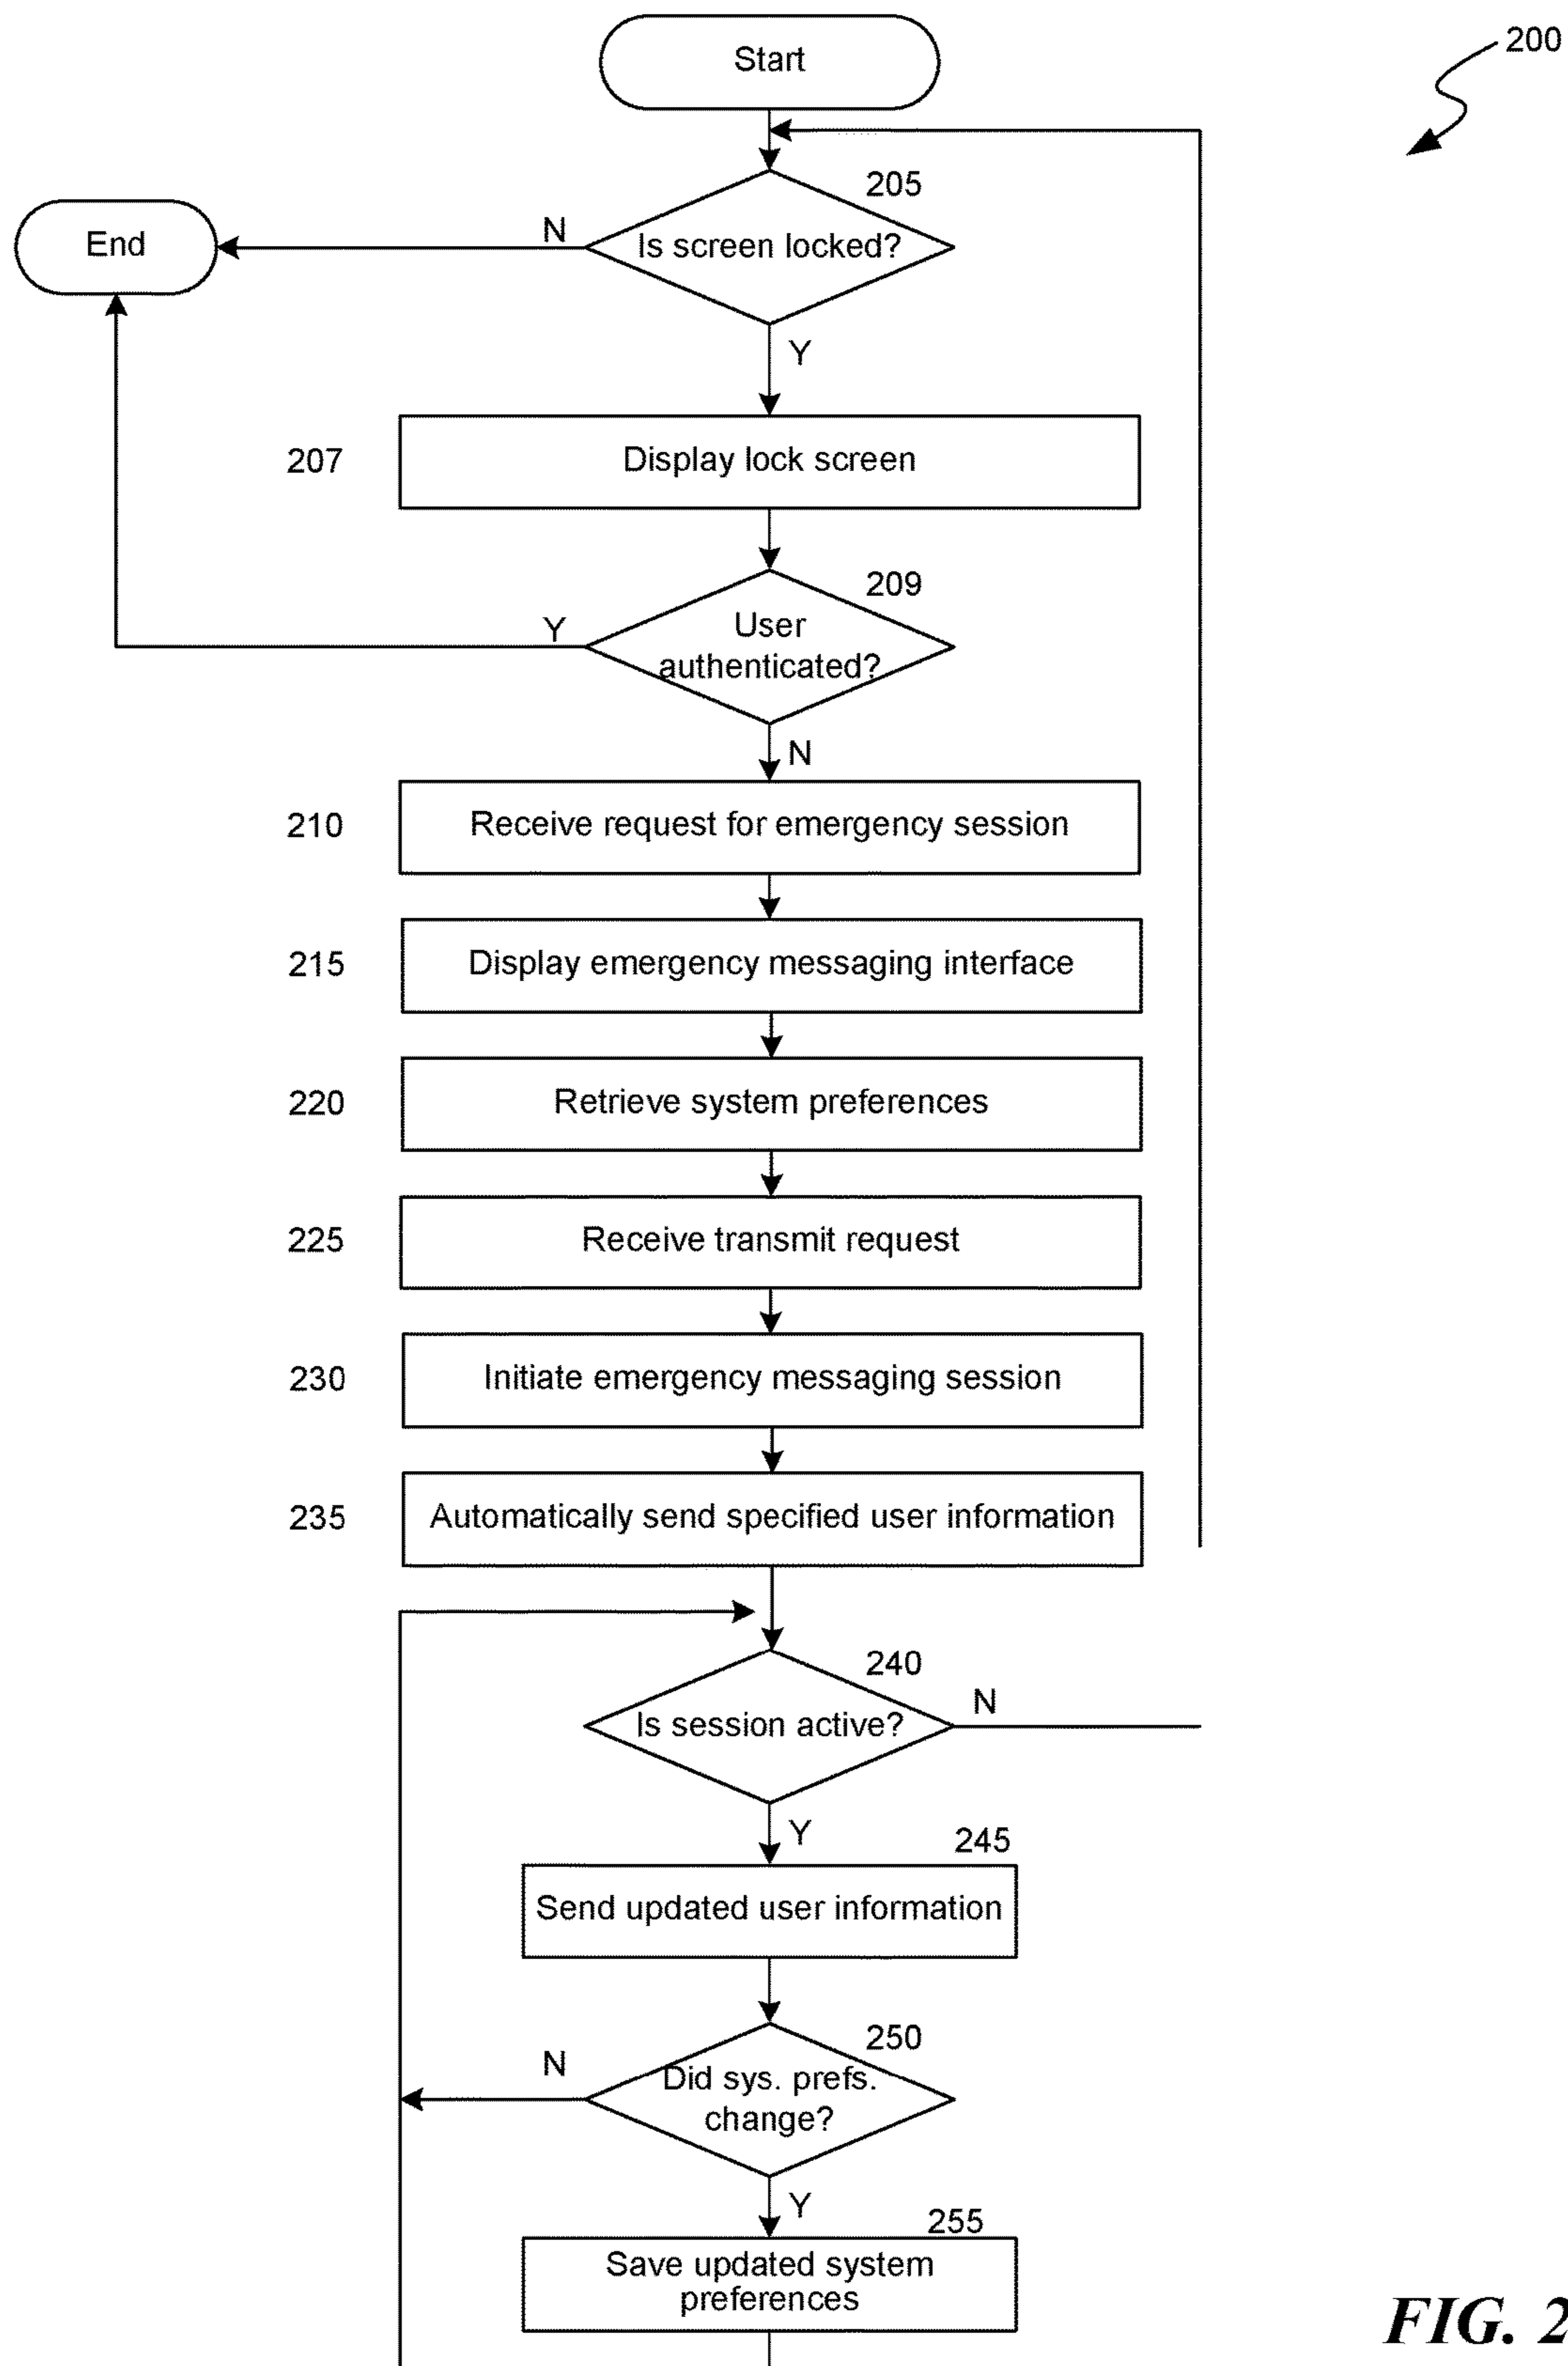 Start
200
205
Is screen locked?
N
End
Y
207
Display lock screen
209
User
authenticated?
Y
N
210
Receive request for emergency session
215
Display emergency messaging interface
220
Retrieve system preferences
225
Receive transmit request
230
Initiate emergency messaging session
235
Automatically send specified user information
240
Is session active?
N
Y
245
Send updated user information
250
Did sys. prefs.
change?
N
Y
255
Save updated system
preferences
FIG. 2